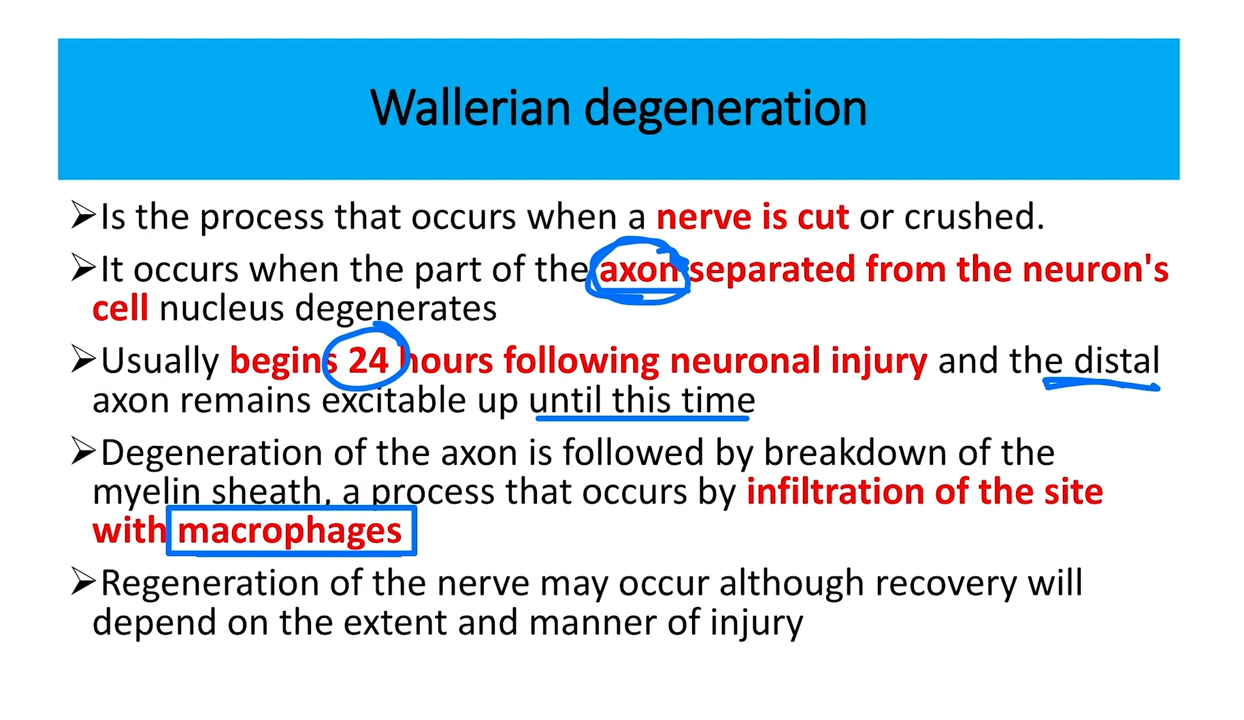 Wallerian degeneration
➢Is the process that occurs when a nerve is cut or crushed.
➢It occurs when the part of the axon separated from the neuron's
cell nucleus degenerates
➢Usually begins 24 hours following neuronal injury and the distal
axon remains excitable up until this time
➢Degeneration of the axon is followed by breakdown of the
myelin sheath, a process that occurs by infiltration of the site
with macrophages
➢Regeneration of the nerve may occur although recovery will
depend on the extent and manner of injury